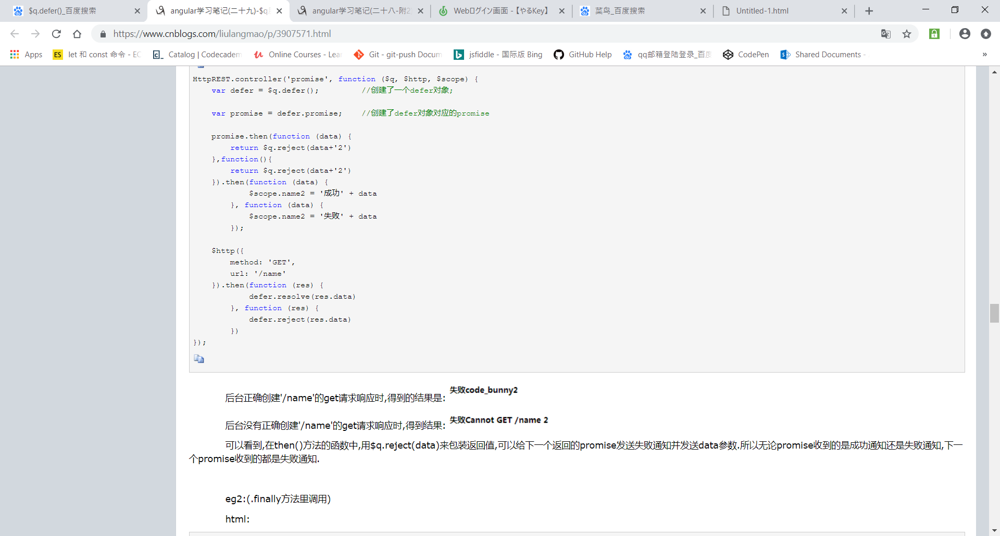 $q.defer()_百度搜索
angular学习笔记(二十九)-$q
angular学习笔记(二十八-附2
Webログイン画面 -【やるKey】
菜鸟_百度搜索
Untitled-1.html
https://www.cnblogs.com/liulangmao/p/3907571.html
Apps
ES let 和 const 命令 - EC
Catalog | Codecadem
Online Courses - Lea
Git - git-push Docum
jsfiddle - 国际版 Bing
GitHub Help
qq邮箱登陆登录_百度
CodePen
Shared Documents -
»
HttpREST.controller('promise', function ($q, $http, $scope) {
var defer = $q.defer(); //创建了一个defer对象;
var promise = defer.promise; //创建了defer对象对应的promise
promise.then(function (data) {
return $q.reject(data+'2')
},function(){
return $q.reject(data+'2')
}).then(function (data) {
$scope.name2 = '成功' + data
}, function (data) {
$scope.name2 = '失败' + data
});
$http({
method: 'GET',
url: '/name'
}).then(function (res) {
defer.resolve(res.data)
}, function (res) {
defer.reject(res.data)
})
});
后台正确创建'/name'的get请求响应时,得到的结果是: 失败code_bunny2
后台没有正确创建'/name'的get请求响应时,得到结果: 失败Cannot GET /name 2
可以看到,在then()方法的函数中,用$q.reject(data)来包装返回值,可以给下一个返回的promise发送失败通知并发送data参数.所以无论promise收到的是成功通知还是失败通知,下一
个promise收到的都是失败通知.
eg2:(.finally方法里调用)
html: